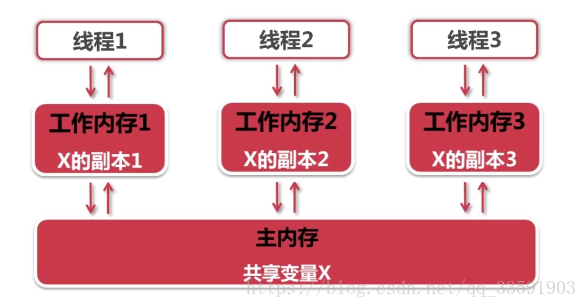 线程1
线程2
线程3
工作内存1
X的副本1
工作内存2
X的副本2
工作内存3
X的副本3
主内存
共享变量X
https://blog.csdn.net/qq_33591903